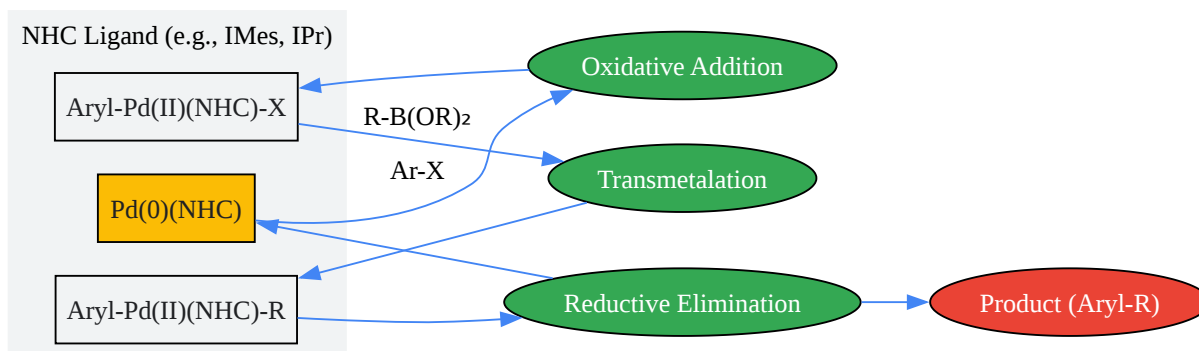 NHC Ligand (e.g., IMes, IPr)
Oxidative Addition
Aryl-Pd(II)(NHC)-X
R-B(OR)₂
Ar-X
Transmetalation
Pd(0)(NHC)
Aryl-Pd(II)(NHC)-R
Reductive Elimination
Product (Aryl-R)